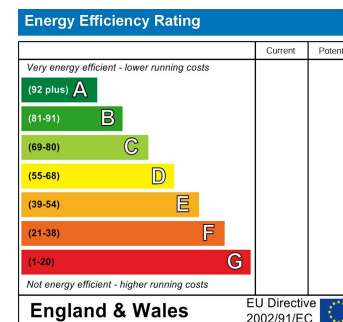 Energy Efficiency Rating
Current Potent
Very energy efficient - lower running costs
(92 plus) A
(81-91) B
(69-80) C
(55-68) D
(39-54) E
(21-38) F
(1-20) G
Not energy efficient - higher running costs
England & Wales
EU Directive
2002/91/EC